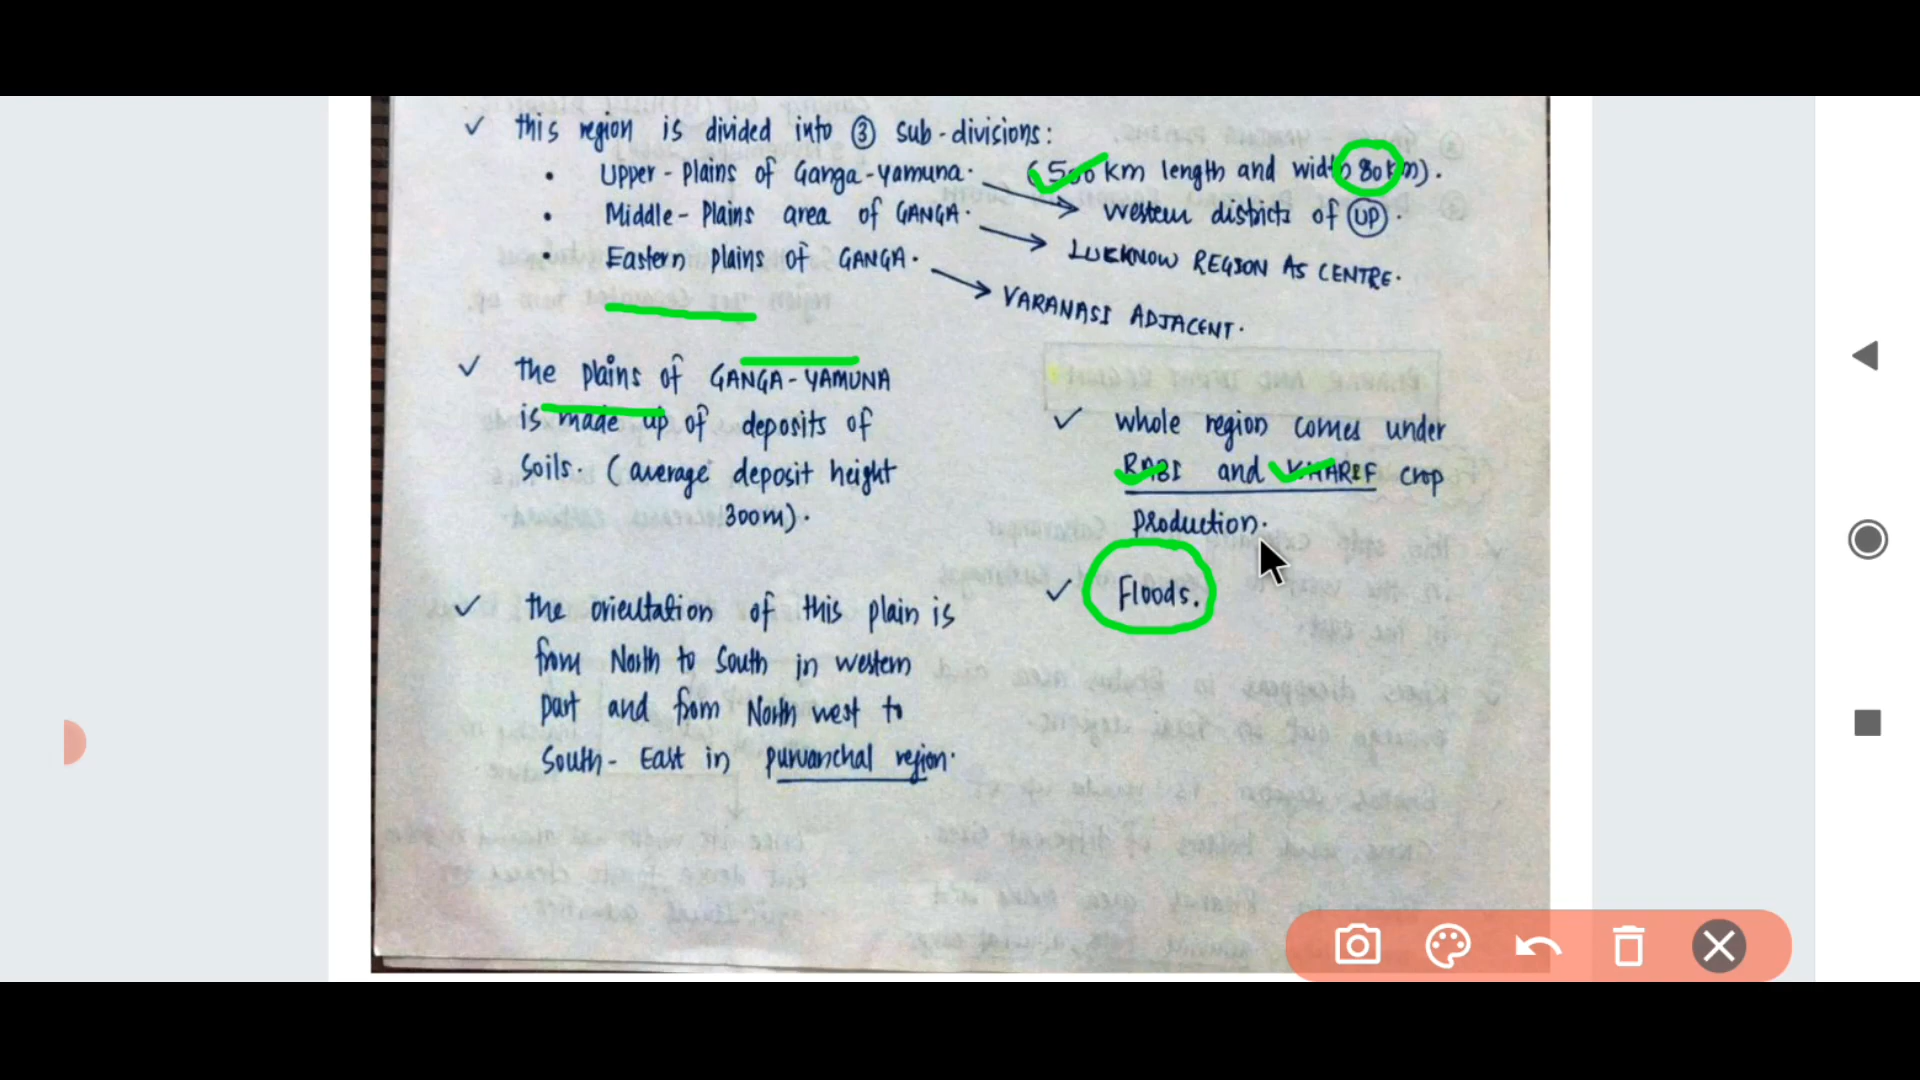 ✓ this region is divided into ③ sub-divisions:
• Upper-Plains of Ganga-yamuna. (500 km length and width 80km).
• Middle-Plains area of GANGA. → western districts of UP.
• Eastern Plains of GANGA. → LUCKNOW REGION AS CENTRE.
→ VARANASI ADJACENT.
✓ the plains of GANGA-YAMUNA
is made up of deposits of
soils. (average deposit height
300m).
✓ the orientation of this plain is
from North to South in western
part and from North west to
South-East in purvanchal region.
✓ whole region comes under
RABI and KHARIF crop
production.
✓ Floods.